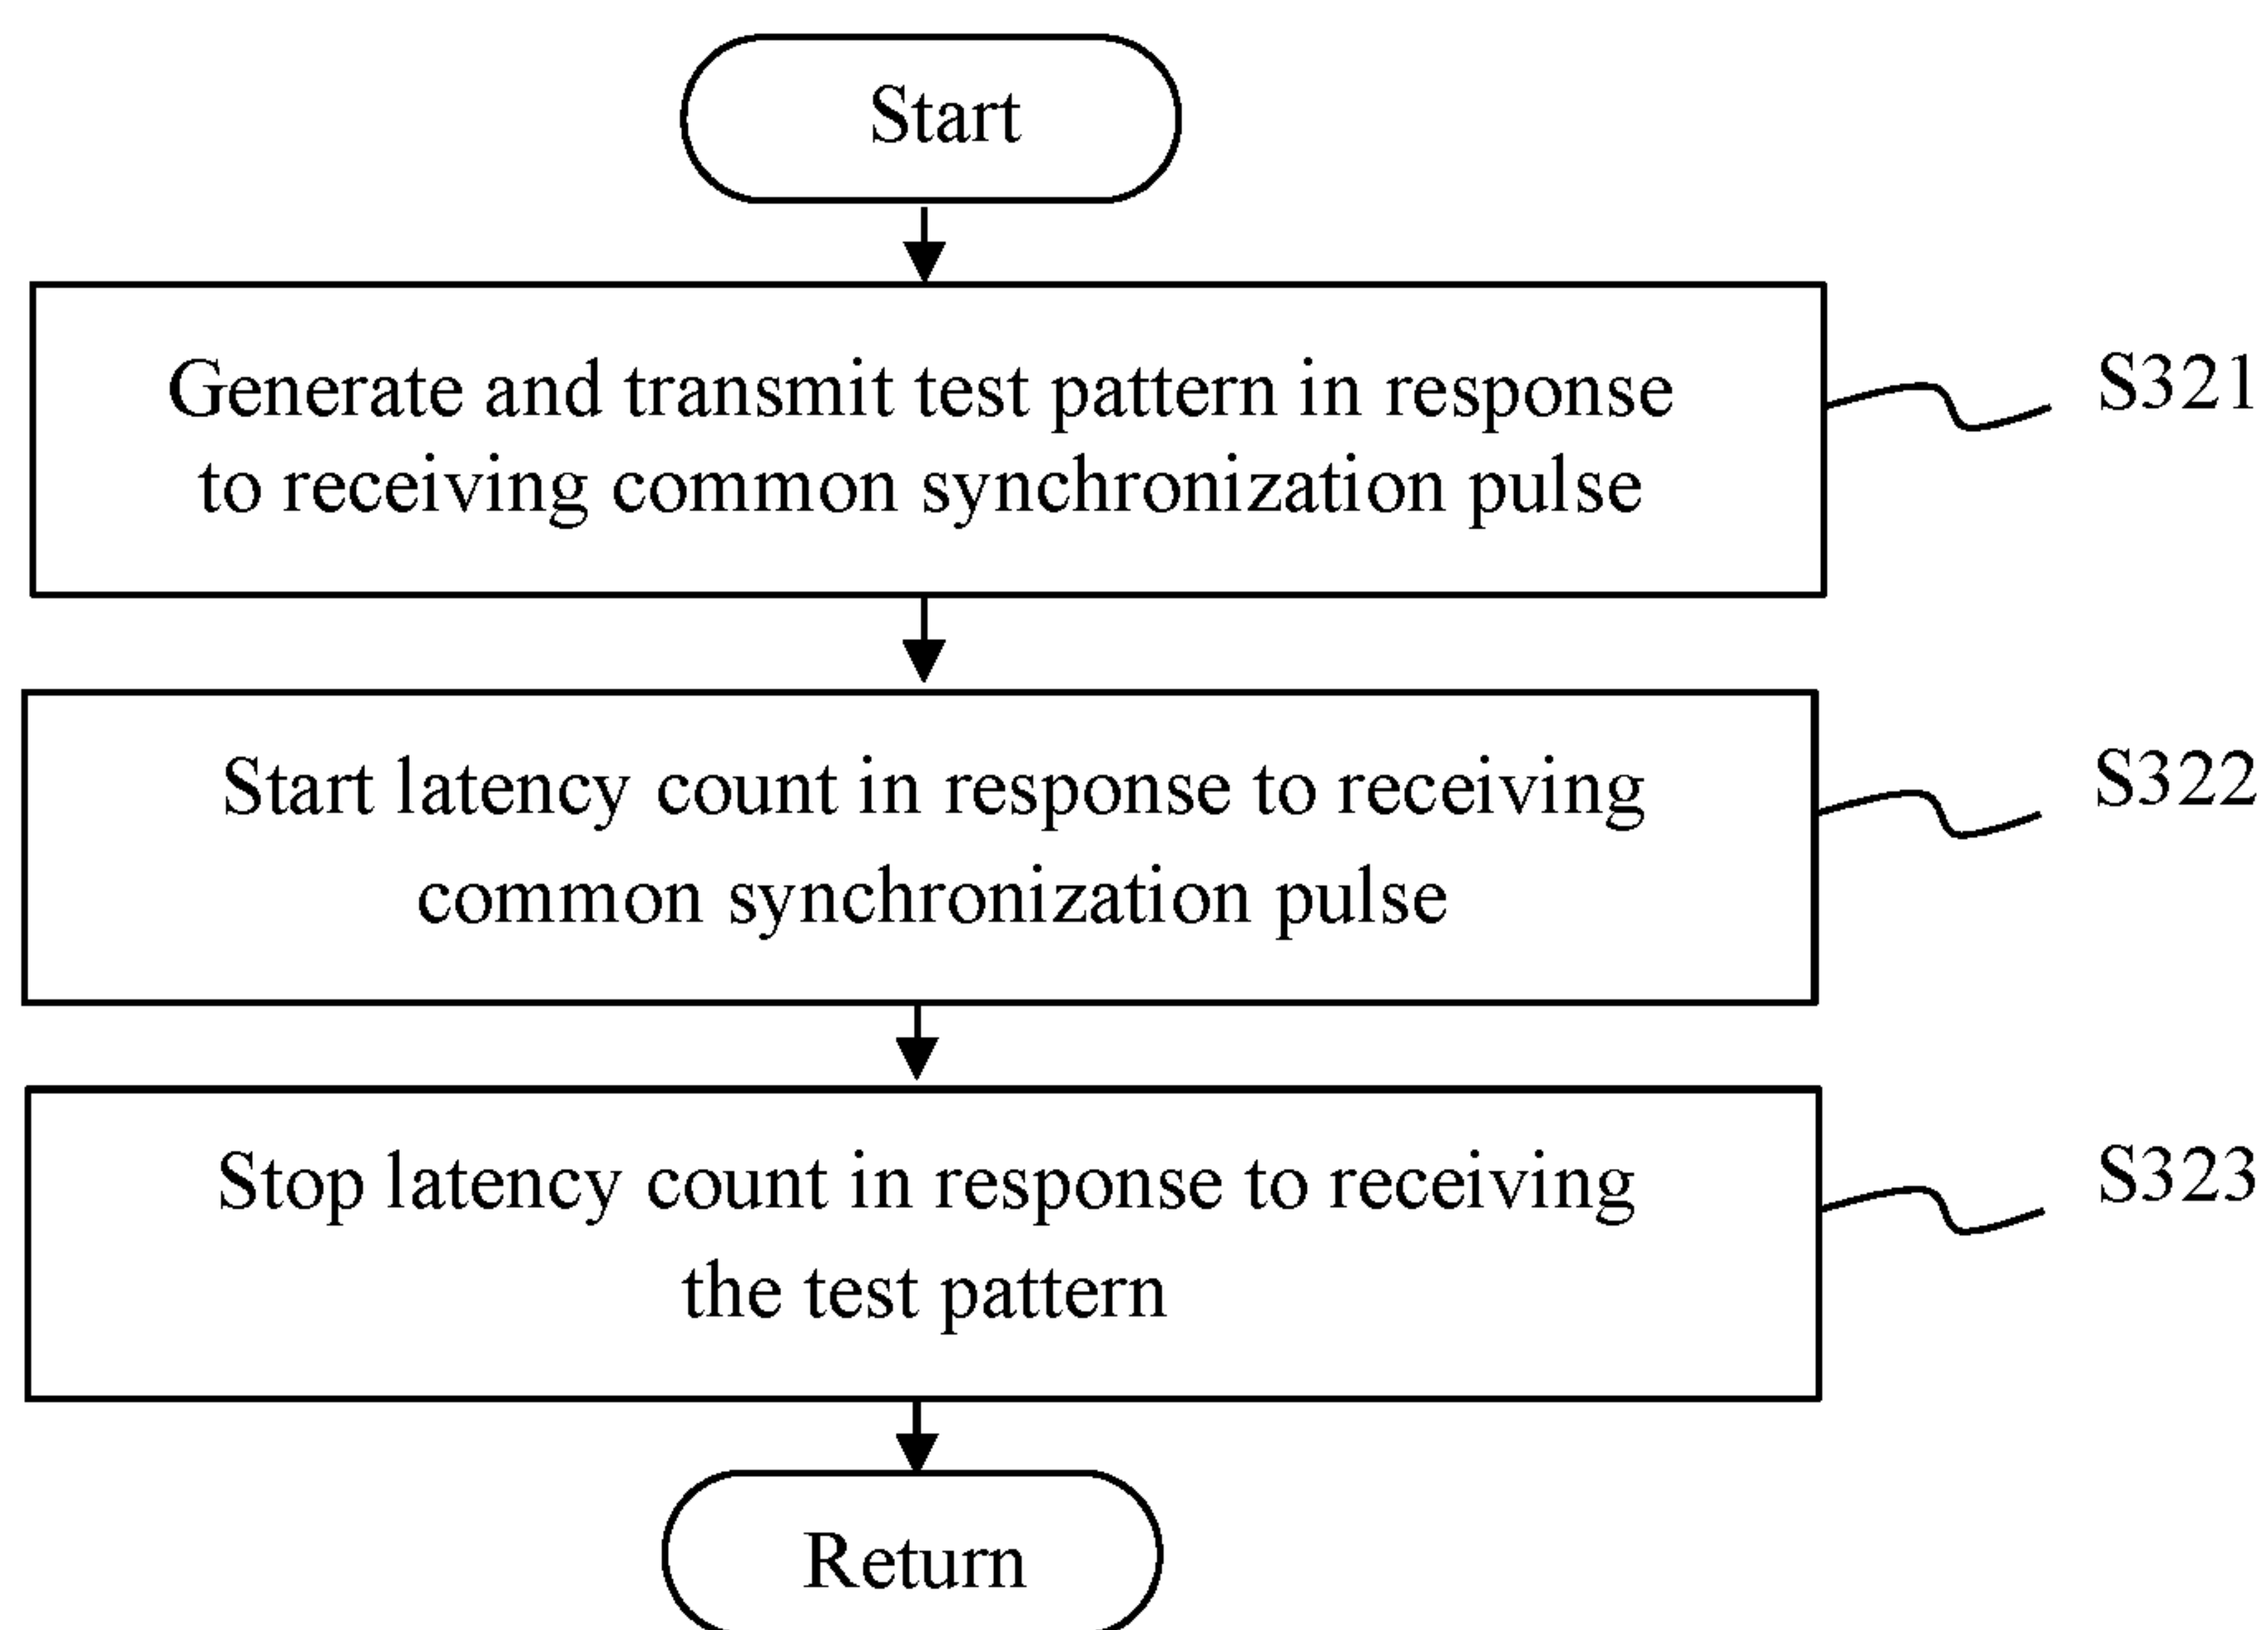 Start
Generate and transmit test pattern in response
to receiving common synchronization pulse
S321
Start latency count in response to receiving
common synchronization pulse
S322
Stop latency count in response to receiving
the test pattern
S323
Return